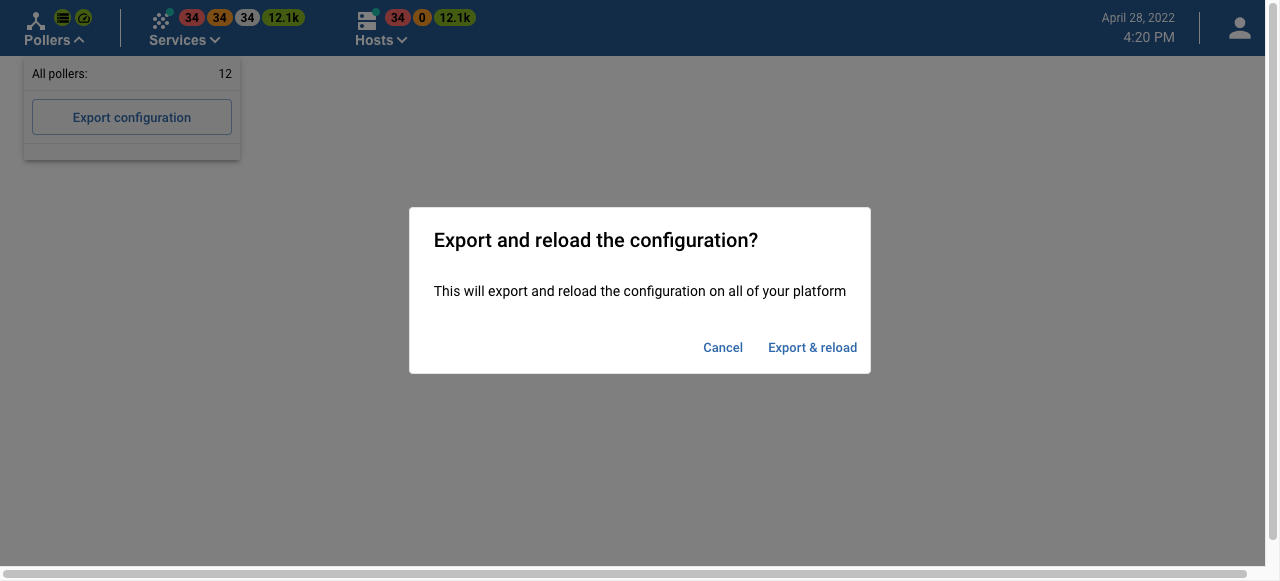 Pollers
34 34 34 12.1k
Services
34 0 12.1k
Hosts
April 28, 2022
4:20 PM
All pollers: 12
Export configuration
Export and reload the configuration?
This will export and reload the configuration on all of your platform
Cancel Export & reload